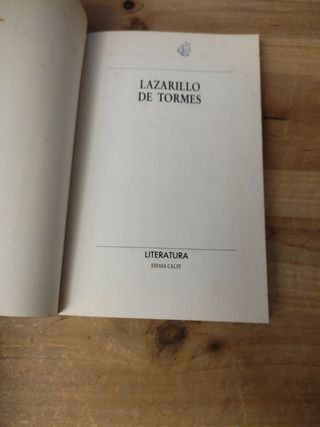 LAZARILLO
DE TORMES
LITERATURA
ESPASA CALPE